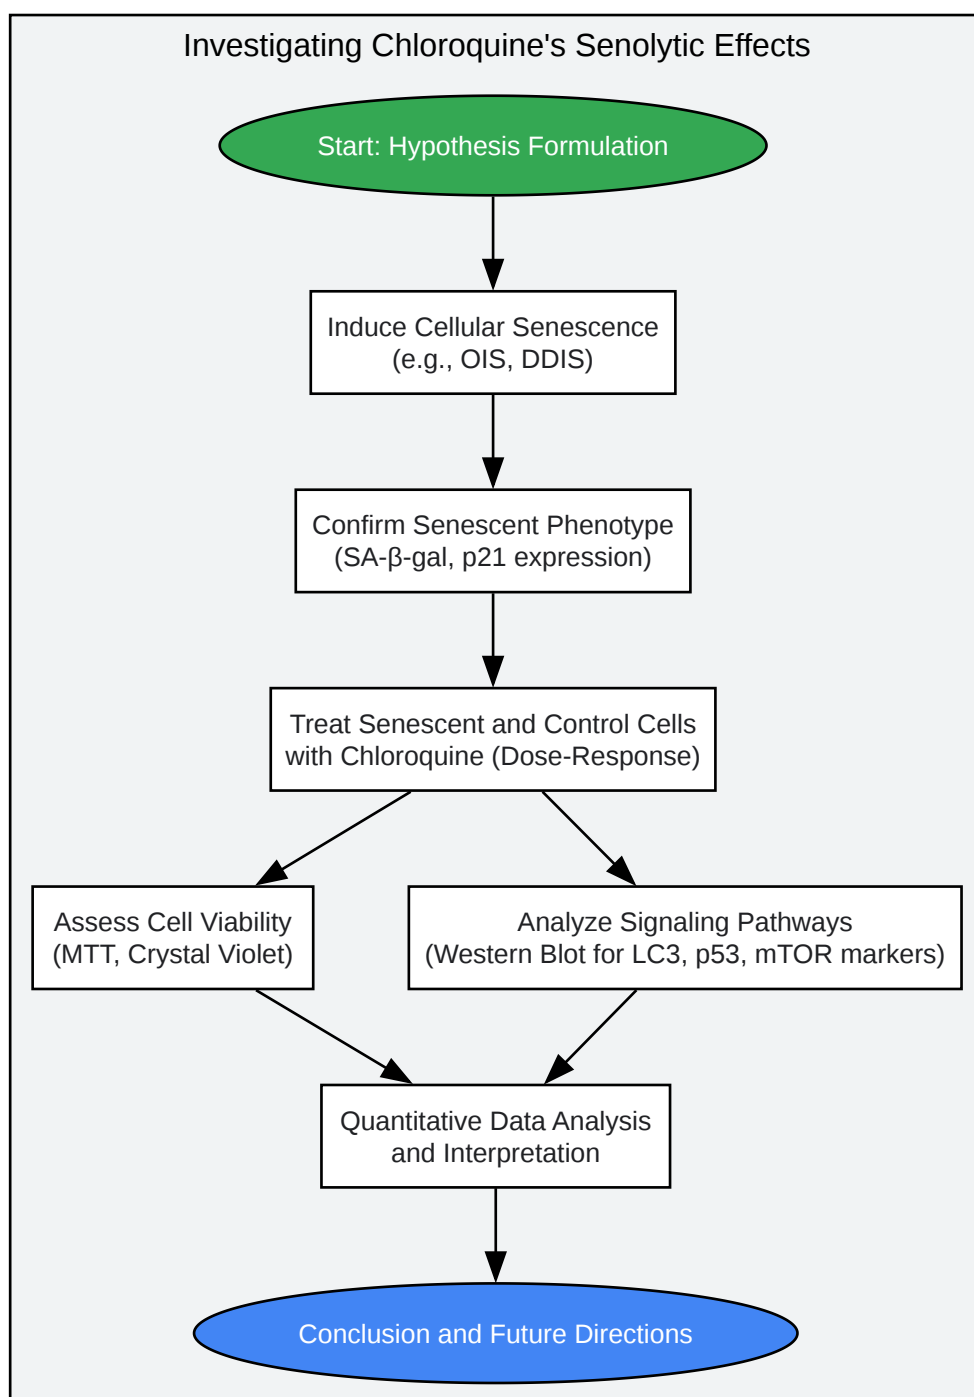 Investigating Chloroquine's Senolytic Effects
Start: Hypothesis Formulation
Induce Cellular Senescence
(e.g., OIS, DDIS)
Confirm Senescent Phenotype
(SA-β-gal, p21 expression)
Treat Senescent and Control Cells
with Chloroquine (Dose-Response)
Assess Cell Viability
(MTT, Crystal Violet)
Analyze Signaling Pathways
(Western Blot for LC3, p53, mTOR markers)
Quantitative Data Analysis
and Interpretation
Conclusion and Future Directions